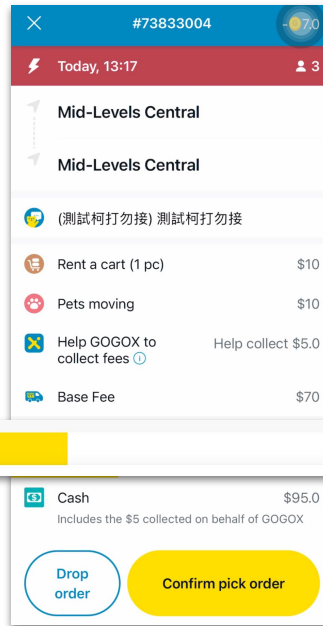 #73833004
7.0
Today, 13:17
3
Mid-Levels Central
Mid-Levels Central
(測試柯打勿接) 測試柯打勿接
Rent a cart (1 pc) $10
Pets moving $10
Help GOGOX to Help collect $5.0
collect fees
Base Fee $70
Cash $95.0
Includes the $5 collected on behalf of GOGOX
Drop
order
Confirm pick order